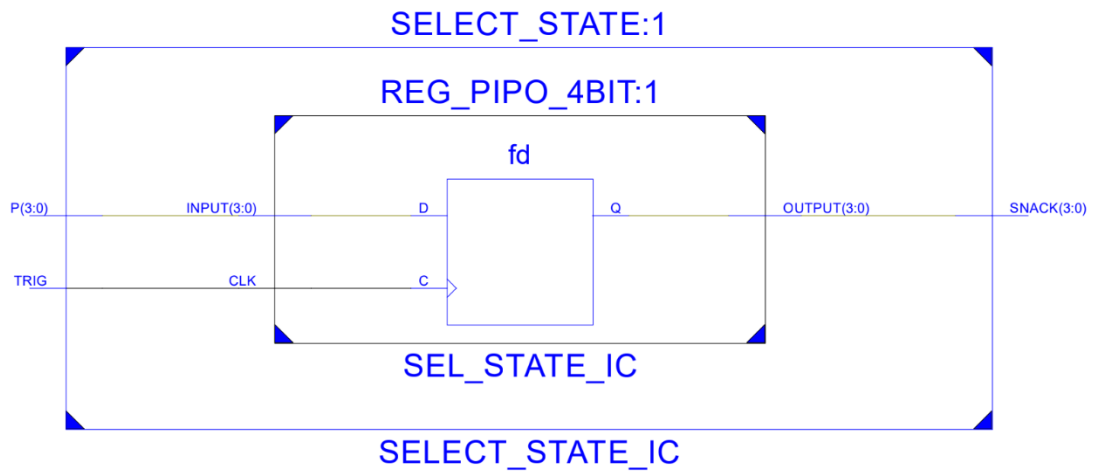 SELECT_STATE:1
REG_PIPO_4BIT:1
fd
P(3:0) INPUT(3:0) D Q OUTPUT(3:0) SNACK(3:0)
TRIG CLK C
SEL_STATE_IC
SELECT_STATE_IC